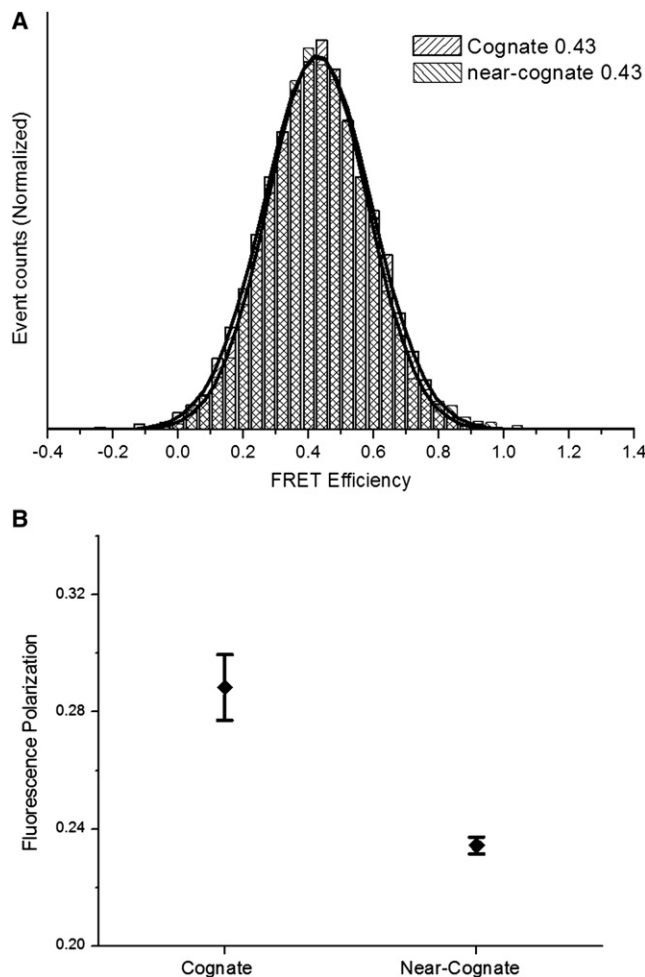 A
Cognate 0.43
near-cognate 0.43
Event counts (Normalized)
-0.4 -0.2 0.0 0.2 0.4 0.6 0.8 1.0 1.2 1.4
FRET Efficiency
B
Fluorescence Polarization
0.32
0.28
0.24
0.20
Cognate Near-Cognate